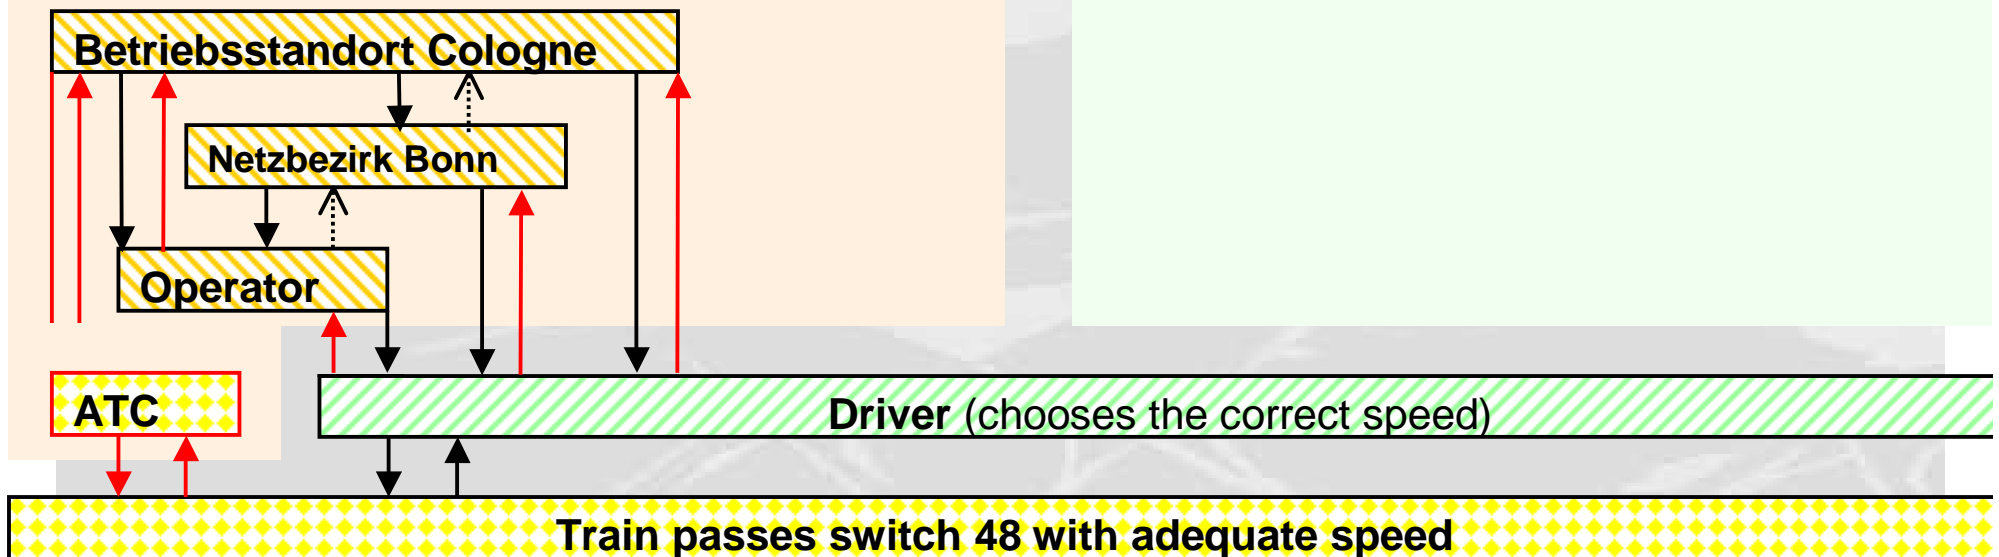 Betriebsstandort Cologne
Netzbezirk Bonn
Operator
ATC
Driver (chooses the correct speed)
Train passes switch 48 with adequate speed